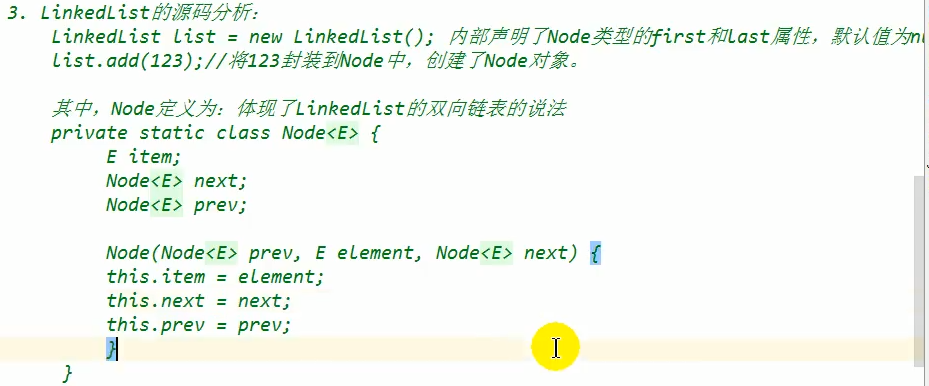 3. LinkedList的源码分析：
LinkedList list = new LinkedList(); 内部声明了Node类型的first和last属性，默认值为nu
list.add(123);//将123封装到Node中，创建了Node对象。
其中，Node定义为：体现了LinkedList的双向链表的说法
private static class Node<E> {
E item;
Node<E> next;
Node<E> prev;
Node(Node<E> prev, E element, Node<E> next) {
this.item = element;
this.next = next;
this.prev = prev;
}
}